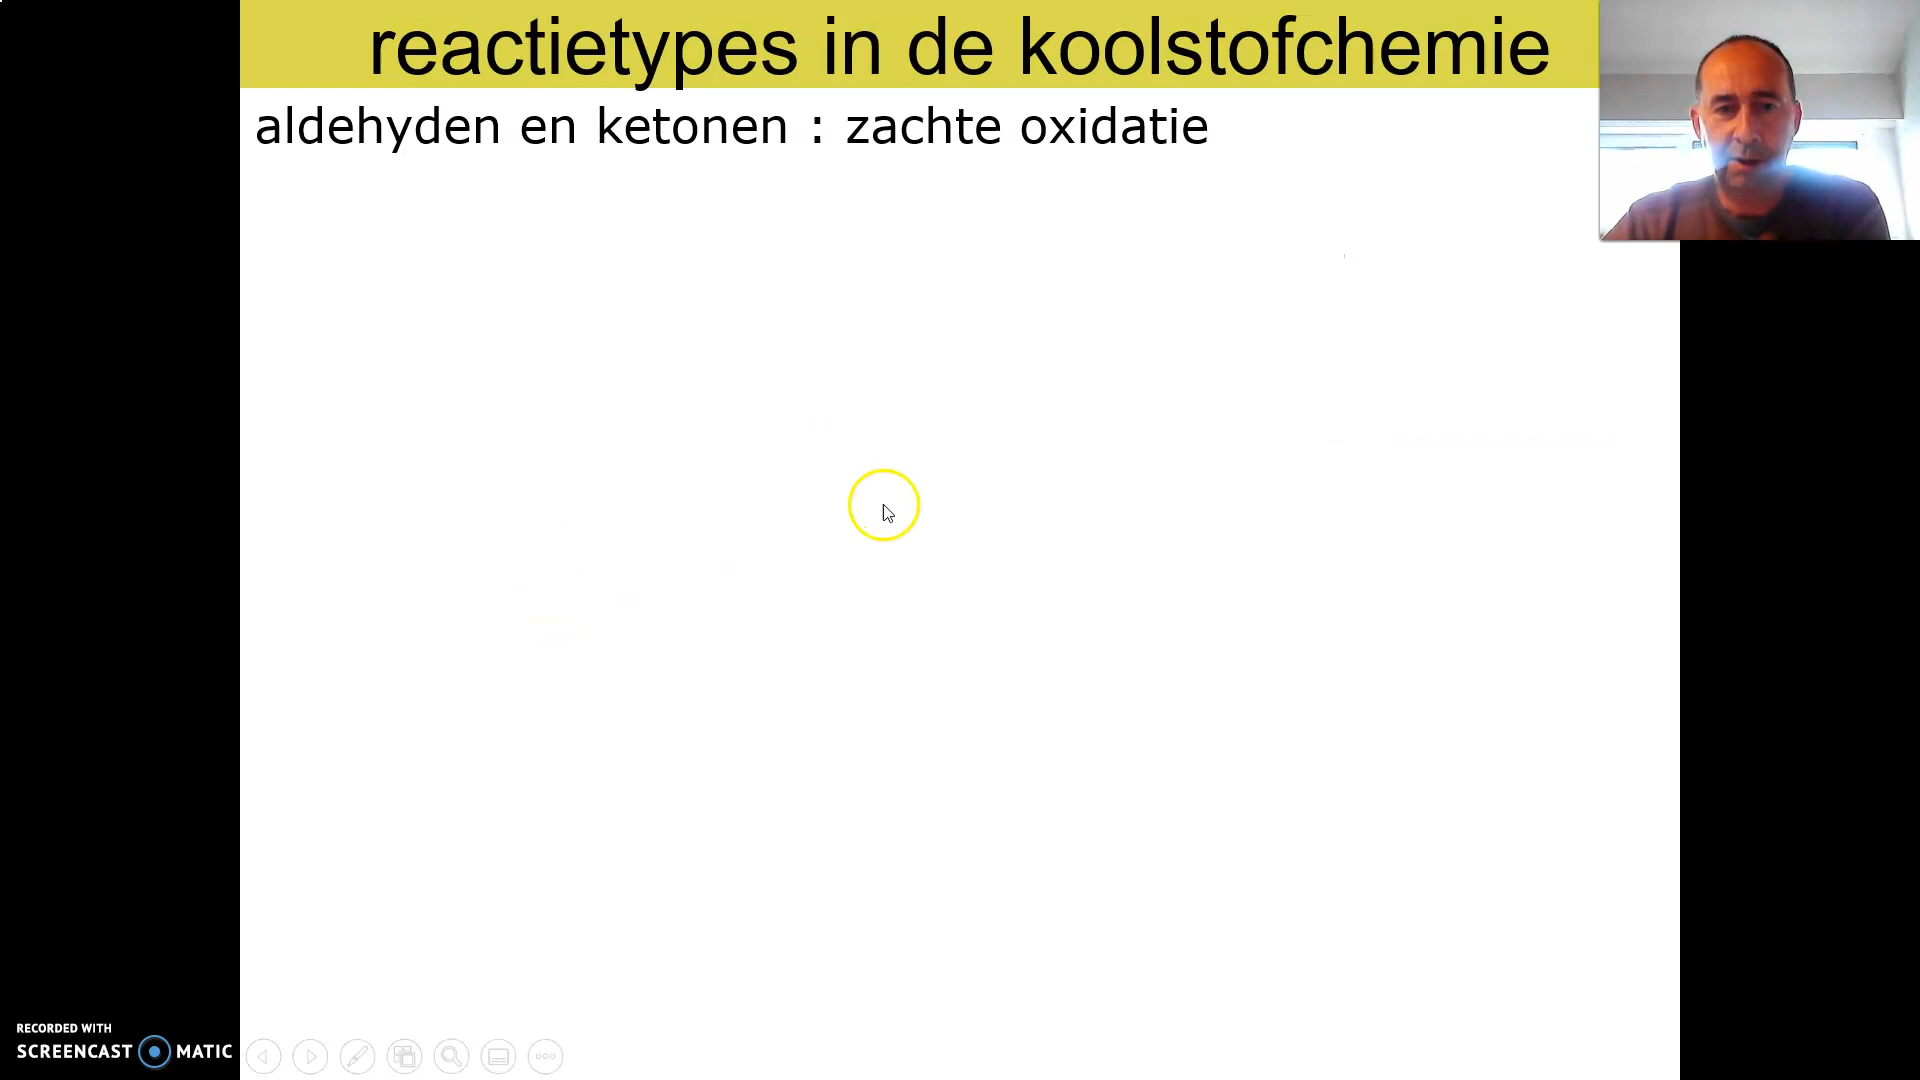 reactietypes in de koolstofchemie
aldehyden en ketonen : zachte oxidatie
RECORDED WITH
SCREENCAST MATIC